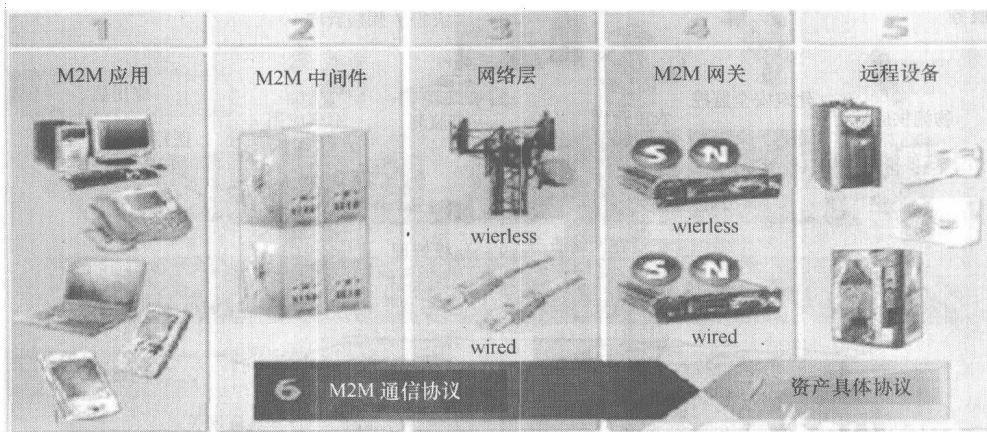 1
2
3
4
5
M2M 应用
M2M 中间件
网络层
M2M 网关
远程设备
S N
wierless
wierless
S N
wired
wired
6 M2M 通信协议
7 资产具体协议